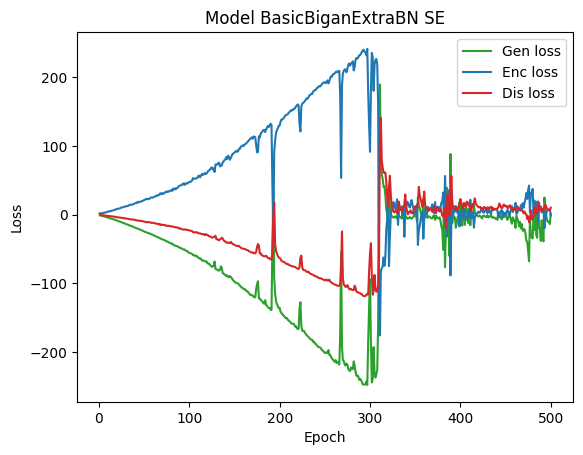 Model BasicBiganExtraBN SE
Gen loss
Enc loss
Dis loss
Loss
200
100
0
−100
−200
0 100 200 300 400 500
Epoch